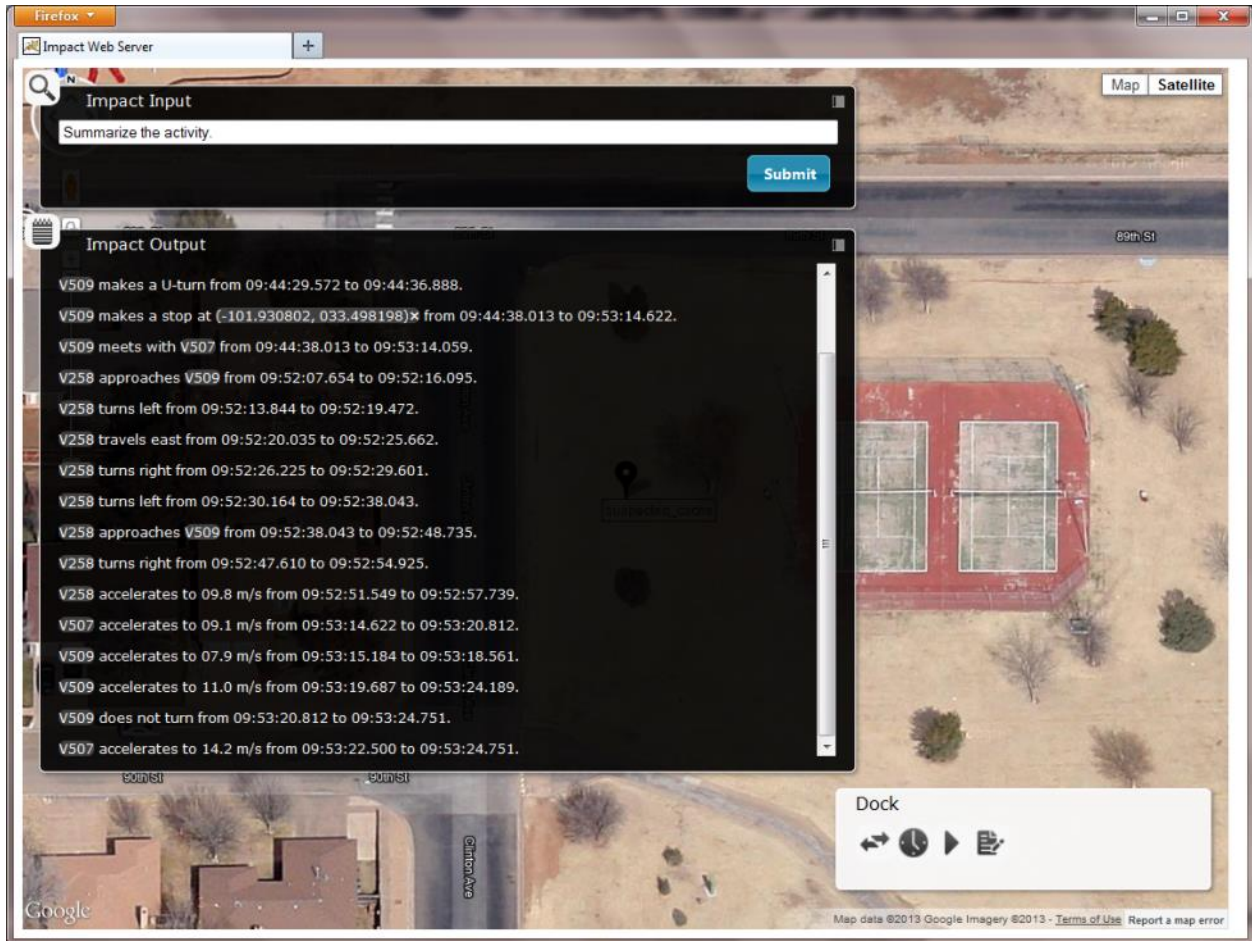 Firefox
Impact Web Server
N
Map Satellite
Impact Input
Summarize the activity.
Submit
89th St
Impact Output
V509 makes a U-turn from 09:44:29.572 to 09:44:36.888.
V509 makes a stop at (-101.930802, 033.498198)× from 09:44:38.013 to 09:53:14.622.
V509 meets with V507 from 09:44:38.013 to 09:53:14.059.
V258 approaches V509 from 09:52:07.654 to 09:52:16.095.
V258 turns left from 09:52:13.844 to 09:52:19.472.
V258 travels east from 09:52:20.035 to 09:52:25.662.
V258 turns right from 09:52:26.225 to 09:52:29.601.
V258 turns left from 09:52:30.164 to 09:52:38.043.
V258 approaches V509 from 09:52:38.043 to 09:52:48.735.
V258 turns right from 09:52:47.610 to 09:52:54.925.
V258 accelerates to 09.8 m/s from 09:52:51.549 to 09:52:57.739.
V507 accelerates to 09.1 m/s from 09:53:14.622 to 09:53:20.812.
V509 accelerates to 07.9 m/s from 09:53:15.184 to 09:53:18.561.
V509 accelerates to 11.0 m/s from 09:53:19.687 to 09:53:24.189.
V509 does not turn from 09:53:20.812 to 09:53:24.751.
V507 accelerates to 14.2 m/s from 09:53:22.500 to 09:53:24.751.
90th St 90th St
Dock
Clinton Ave
Google
Map data ©2013 Google Imagery ©2013 - Terms of Use Report a map error